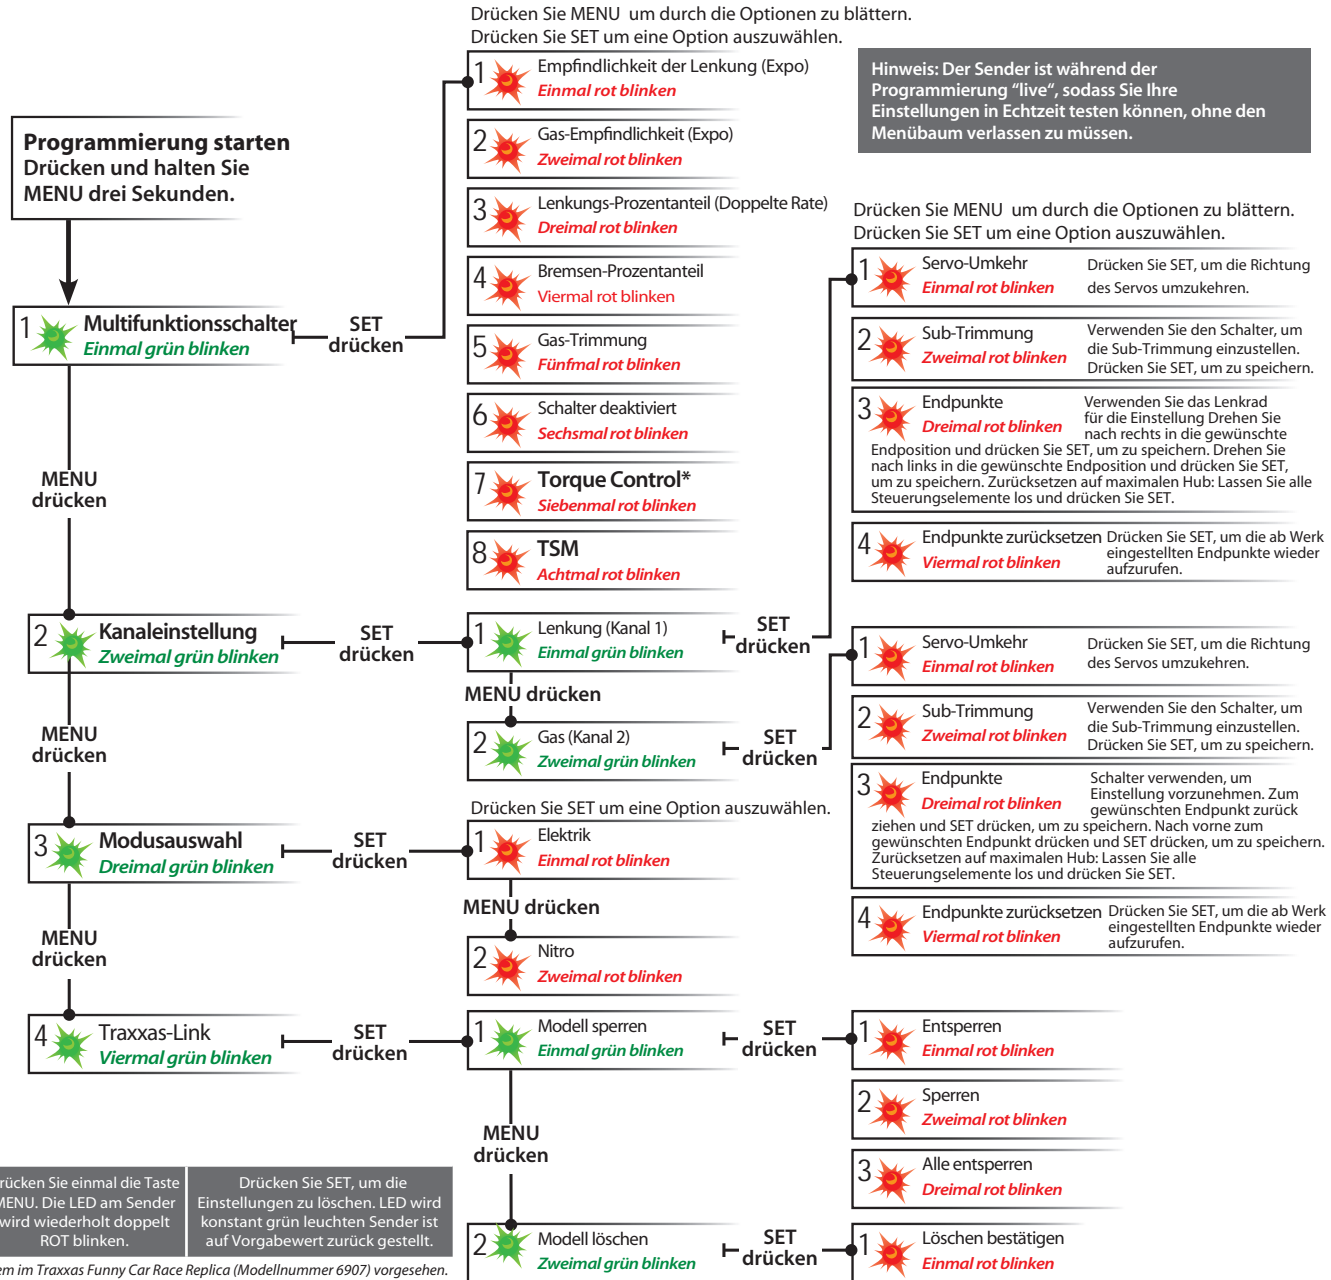 Drücken Sie MENU um durch die Optionen zu blättern.
Drücken Sie SET um eine Option auszuwählen.
Hinweis: Der Sender ist während der
Programmierung "live", sodass Sie Ihre
Einstellungen in Echtzeit testen können, ohne den
Menübaum verlassen zu müssen.
Programmierung starten
Drücken und halten Sie
MENU drei Sekunden.
1 Multifunktionsschalter
Einmal grün blinken
SET
drücken
1 Empfindlichkeit der Lenkung (Expo)
Einmal rot blinken
2 Gas-Empfindlichkeit (Expo)
Zweimal rot blinken
3 Lenkungs-Prozentanteil (Doppelte Rate)
Dreimal rot blinken
4 Bremsen-Prozentanteil
Viermal rot blinken
5 Gas-Trimmung
Fünfmal rot blinken
6 Schalter deaktiviert
Sechsmal rot blinken
7 Torque Control*
Siebenmal rot blinken
8 TSM
Achtmal rot blinken
MENU
drücken
2 Kanaleinstellung
Zweimal grün blinken
SET
drücken
1 Lenkung (Kanal 1)
Einmal grün blinken
SET
drücken
MENU drücken
2 Gas (Kanal 2)
Zweimal grün blinken
SET
drücken
Drücken Sie MENU um durch die Optionen zu blättern.
Drücken Sie SET um eine Option auszuwählen.
1 Servo-Umkehr
Einmal rot blinken
Drücken Sie SET, um die Richtung
des Servos umzukehren.
2 Sub-Trimmung
Zweimal rot blinken
Verwenden Sie den Schalter, um
die Sub-Trimmung einzustellen.
Drücken Sie SET, um zu speichern.
3 Endpunkte
Dreimal rot blinken
Verwenden Sie das Lenkrad
für die Einstellung Drehen Sie
nach rechts in die gewünschte
Endposition und drücken Sie SET, um zu speichern. Drehen Sie
nach links in die gewünschte Endposition und drücken Sie SET,
um zu speichern. Zurücksetzen auf maximalen Hub: Lassen Sie alle
Steuerungselemente los und drücken Sie SET.
4 Endpunkte zurücksetzen
Viermal rot blinken
Drücken Sie SET, um die ab Werk
eingestellten Endpunkte wieder
aufzurufen.
1 Servo-Umkehr
Einmal rot blinken
Drücken Sie SET, um die Richtung
des Servos umzukehren.
2 Sub-Trimmung
Zweimal rot blinken
Verwenden Sie den Schalter, um
die Sub-Trimmung einzustellen.
Drücken Sie SET, um zu speichern.
3 Endpunkte
Dreimal rot blinken
Schalter verwenden, um
Einstellung vorzunehmen. Zum
gewünschten Endpunkt zurück
ziehen und SET drücken, um zu speichern. Nach vorne zum
gewünschten Endpunkt drücken und SET drücken, um zu speichern.
Zurücksetzen auf maximalen Hub: Lassen Sie alle
Steuerungselemente los und drücken Sie SET.
4 Endpunkte zurücksetzen
Viermal rot blinken
Drücken Sie SET, um die ab Werk
eingestellten Endpunkte wieder
aufzurufen.
MENU
drücken
3 Modusauswahl
Dreimal grün blinken
SET
drücken
Drücken Sie SET um eine Option auszuwählen.
1 Elektrik
Einmal rot blinken
MENU drücken
2 Nitro
Zweimal rot blinken
MENU
drücken
4 Traxxas-Link
Viermal grün blinken
SET
drücken
1 Modell sperren
Einmal grün blinken
SET
drücken
1 Entsperren
Einmal rot blinken
2 Sperren
Zweimal rot blinken
3 Alle entsperren
Dreimal rot blinken
MENU
drücken
2 Modell löschen
Zweimal grün blinken
SET
drücken
1 Löschen bestätigen
Einmal rot blinken
rücken Sie einmal die Taste
MENU. Die LED am Sender
wird wiederholt doppelt
ROT blinken.
Drücken Sie SET, um die
Einstellungen zu löschen. LED wird
konstant grün leuchten Sender ist
auf Vorgabewert zurück gestellt.
em im Traxxas Funny Car Race Replica (Modellnummer 6907) vorgesehen.